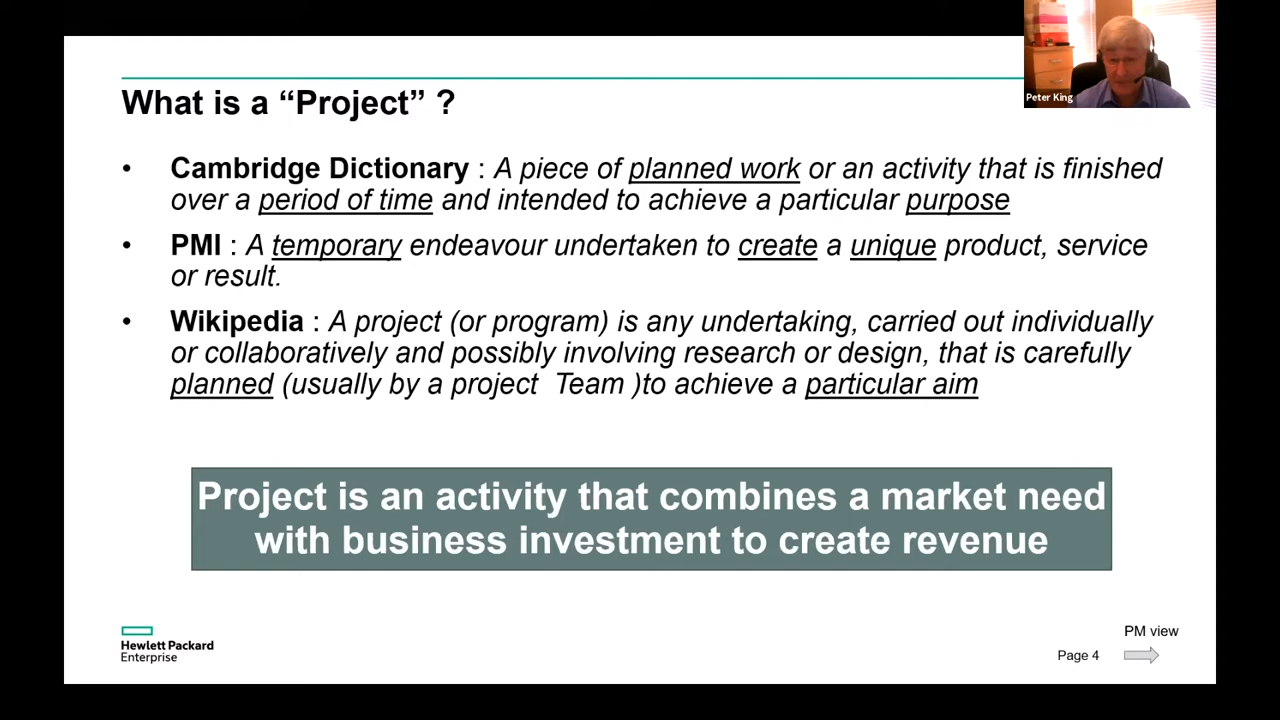 What is a “Project” ?
Peter King
• Cambridge Dictionary : A piece of planned work or an activity that is finished
over a period of time and intended to achieve a particular purpose
• PMI : A temporary endeavour undertaken to create a unique product, service
or result.
• Wikipedia : A project (or program) is any undertaking, carried out individually
or collaboratively and possibly involving research or design, that is carefully
planned (usually by a project Team )to achieve a particular aim
Project is an activity that combines a market need
with business investment to create revenue
Hewlett Packard
Enterprise
PM view
Page 4